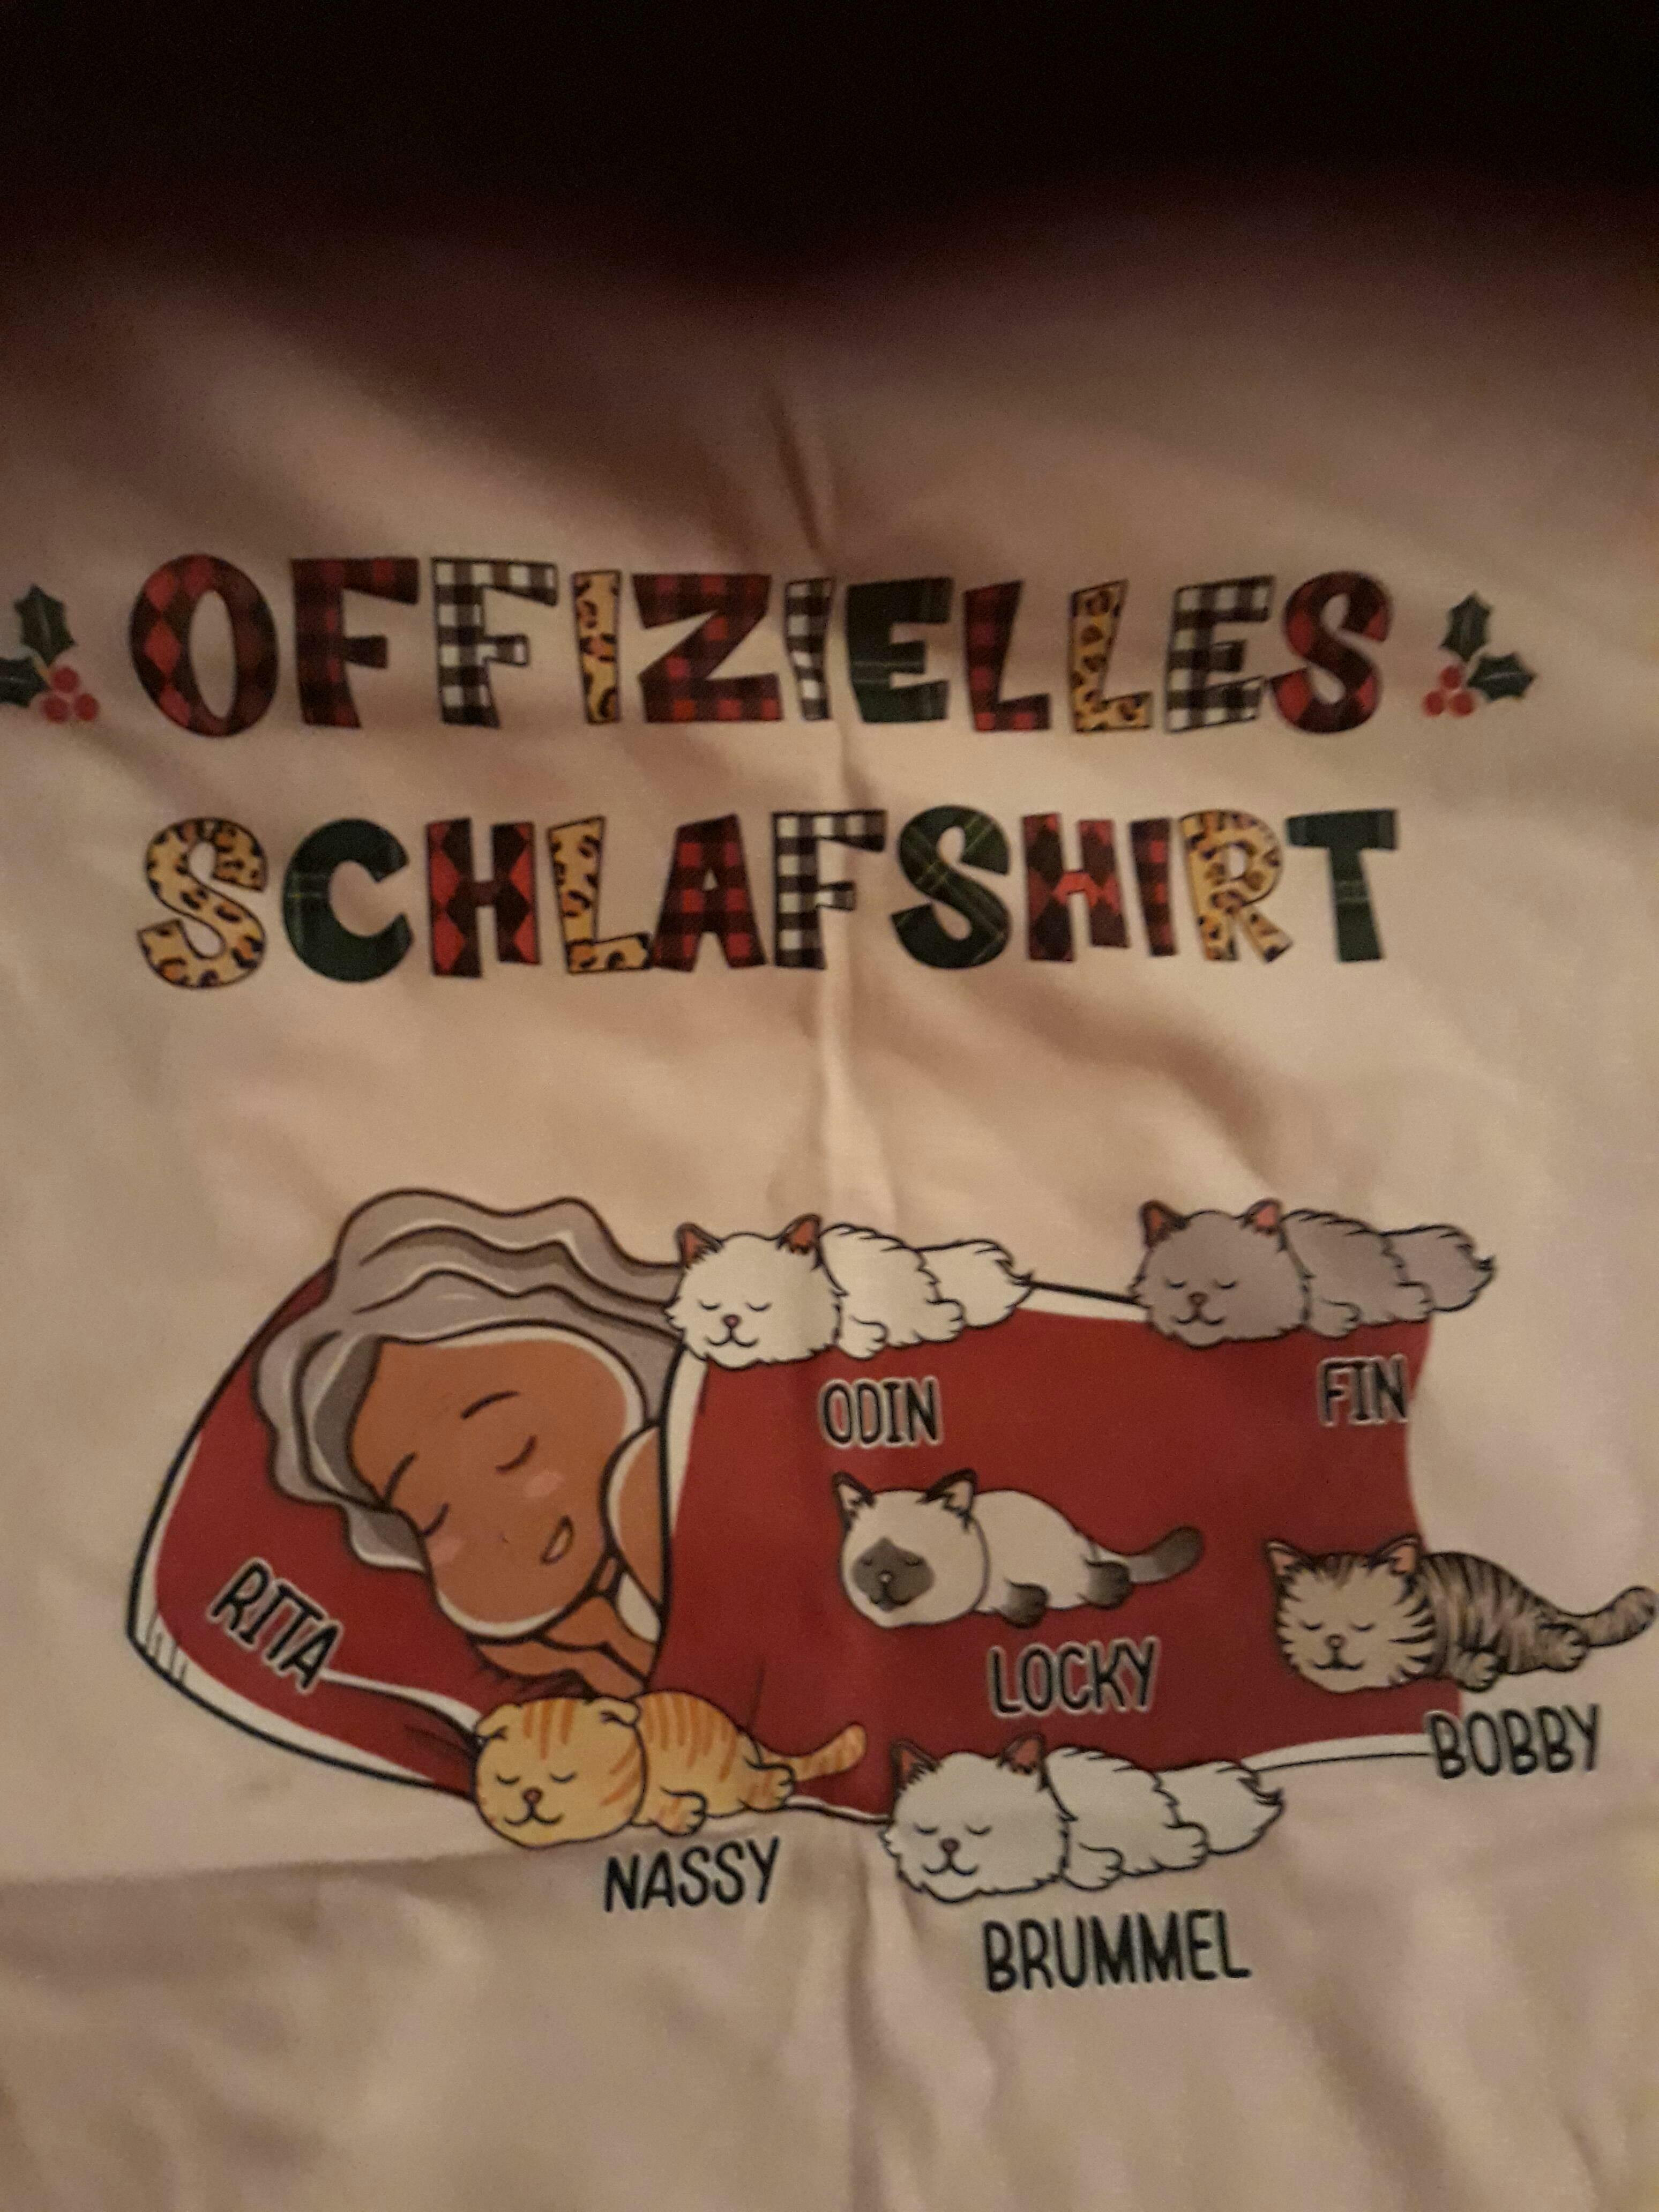 OFFIZIELLES
SCHLAFSHIRT
ODIN
FIN
RITA
LOCKY
BOBBY
NASSY
BRUMMEL